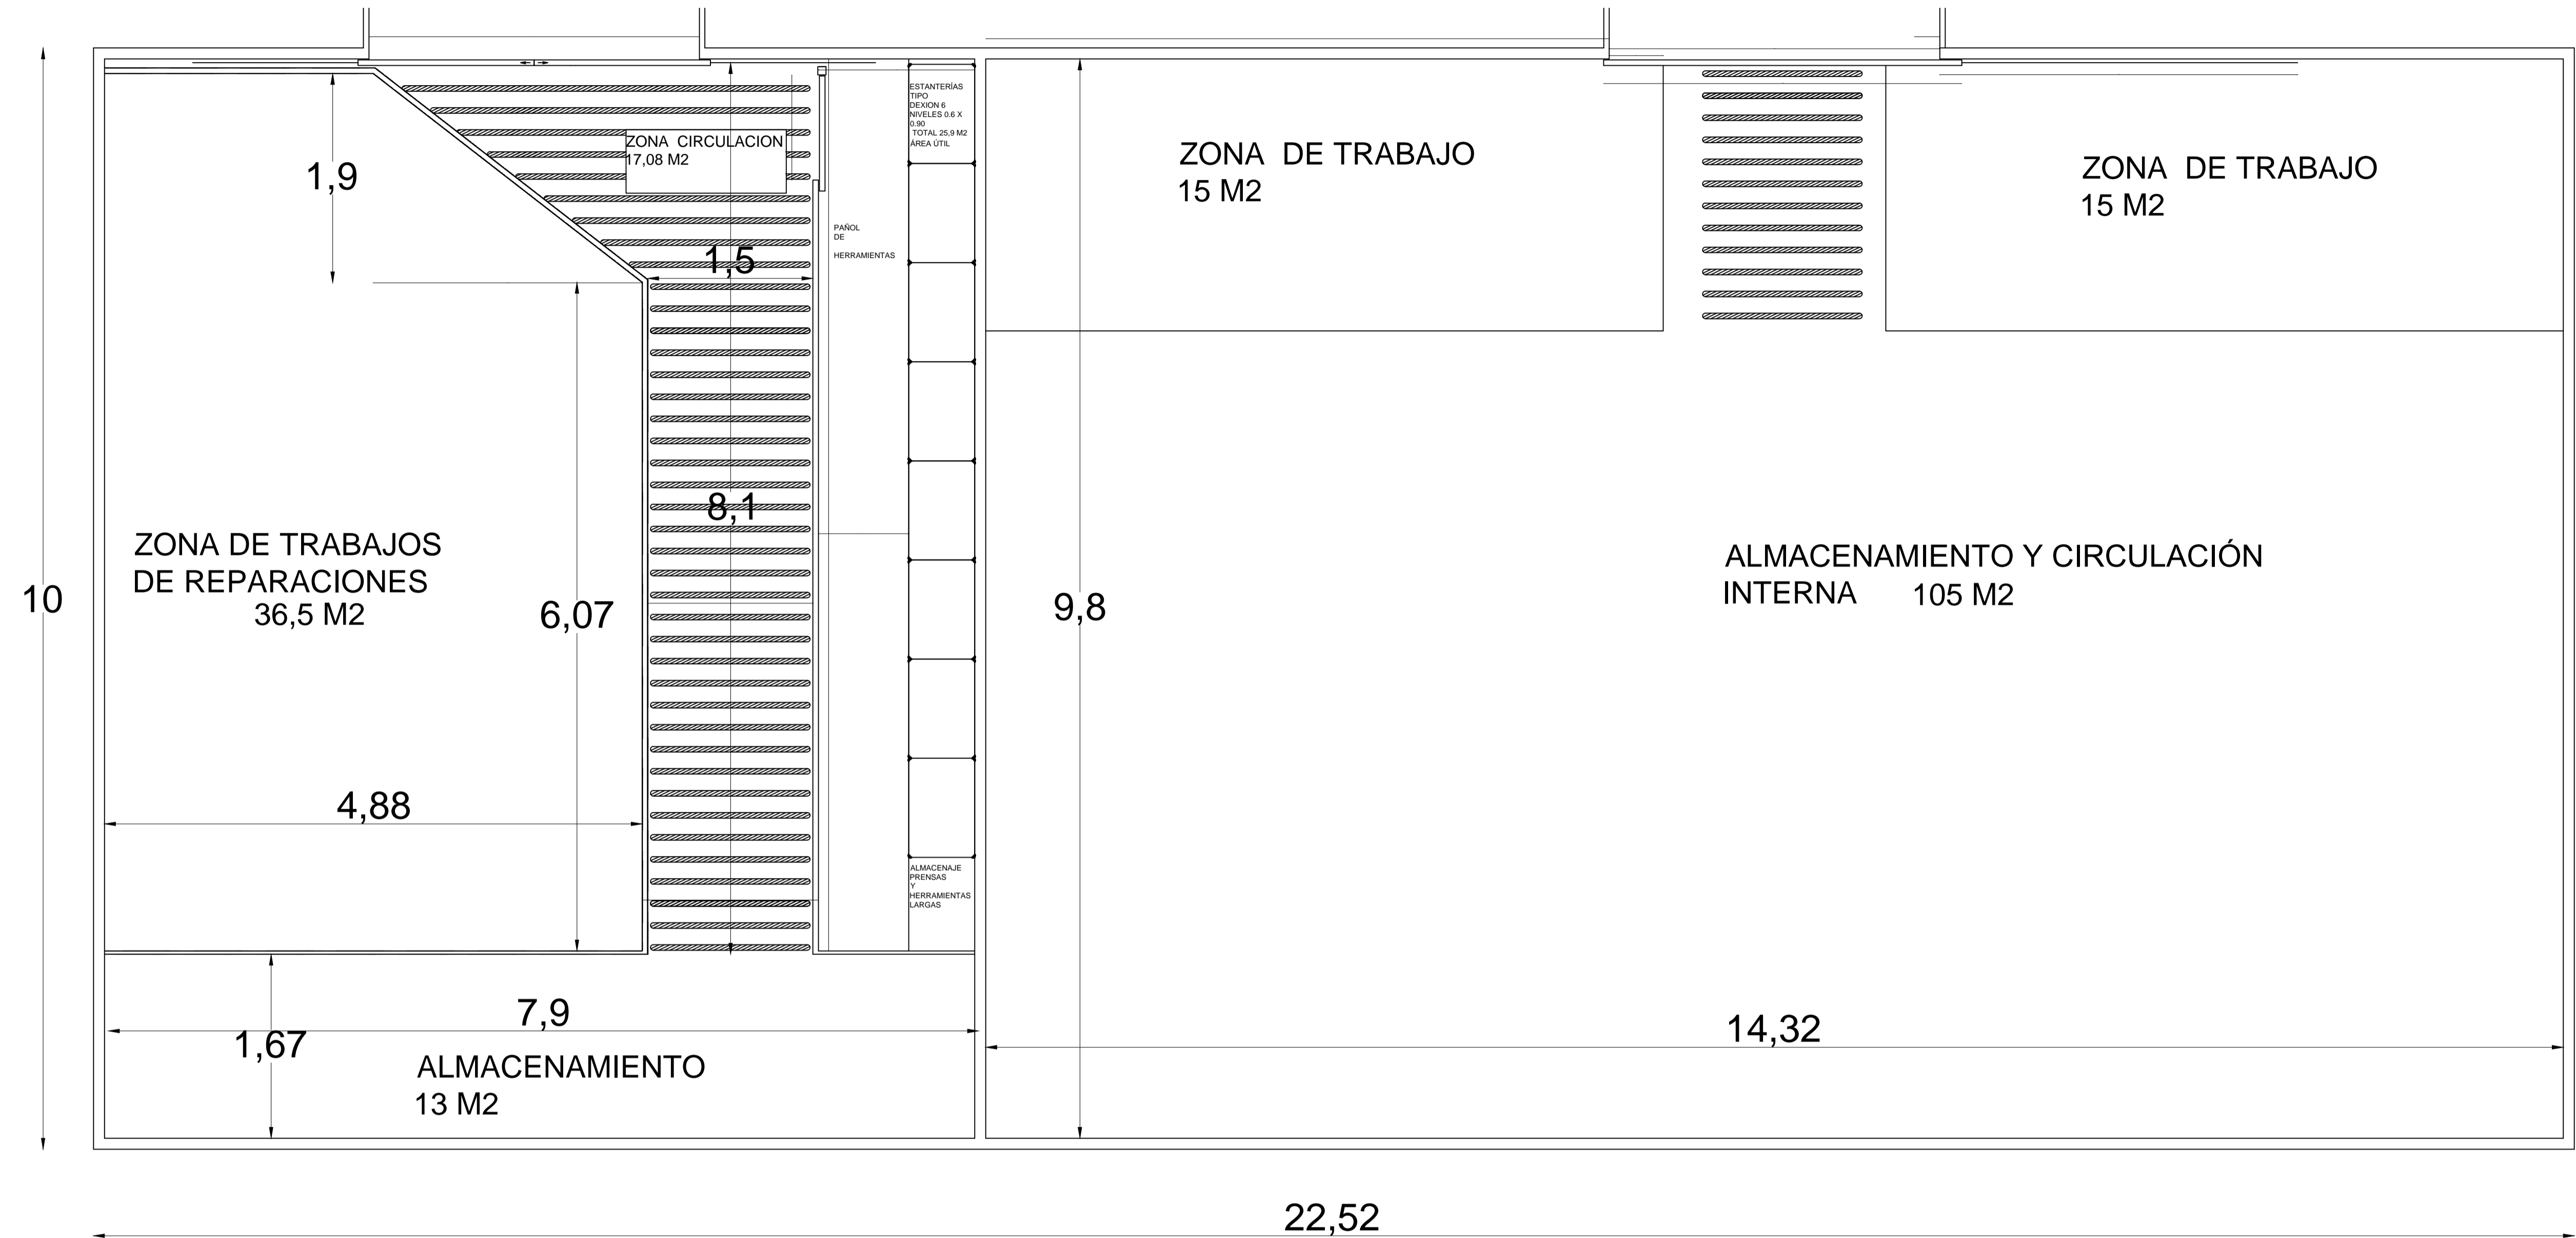 ESTANTERÍAS
TIPO
DEXION 6
NIVELES 0.6 X
0.90
TOTAL 25,9 M2
ÁREA ÚTIL
ZONA CIRCULACION
17,08 M2
ZONA DE TRABAJO
15 M2
ZONA DE TRABAJO
15 M2
1,9
PAÑOL
DE
HERRAMIENTAS
1,5
8,1
ZONA DE TRABAJOS
DE REPARACIONES
36,5 M2
10
6,07
9,8
ALMACENAMIENTO Y CIRCULACIÓN
INTERNA 105 M2
4,88
ALMACENAJE
PRENSAS
Y
HERRAMIENTAS
LARGAS
7,9
1,67
14,32
ALMACENAMIENTO
13 M2
22,52